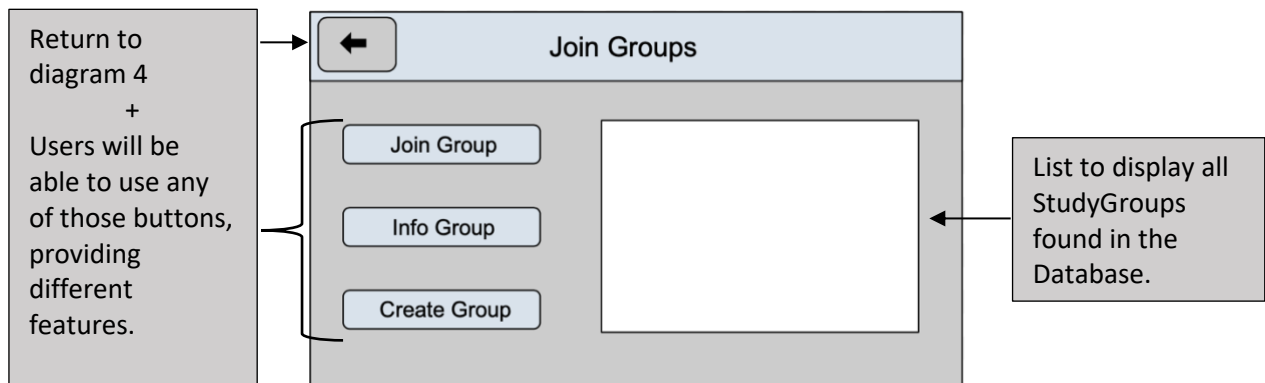 Return to
diagram 4
+
Users will be
able to use any
of those buttons,
providing
different
features.
Join Groups
Join Group
Info Group
Create Group
List to display all
StudyGroups
found in the
Database.